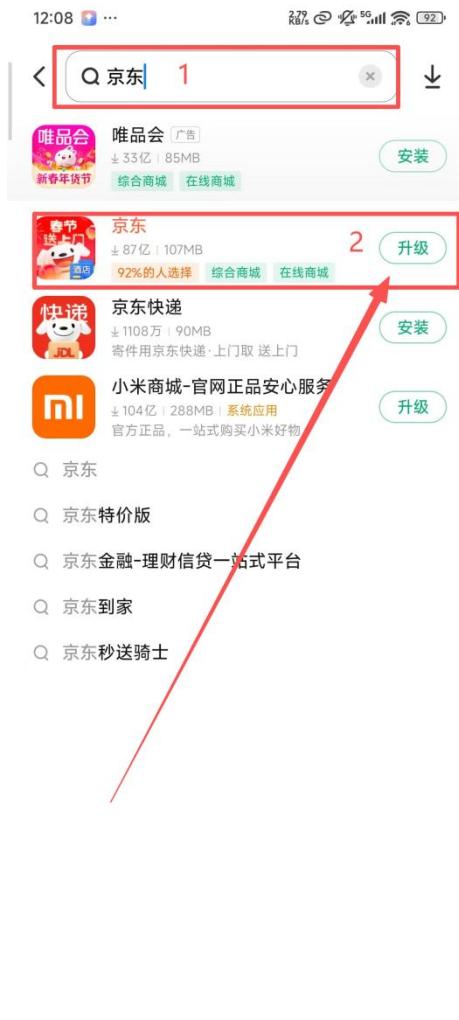 12:08 ··· 2.79 KB/s 5G 92
京东 1
唯品会 广告
33亿 85MB
综合商城 在线商城
安装
唯品会
新春年货节
京东
87亿 107MB
92%的人选择 综合商城 在线商城
2
升级
春节
送上门
酒店
京东快递
1108万 90MB
寄件用京东快递·上门取 送上门
安装
快递
JDL
小米商城-官网正品安心服务
104亿 288MB 系统应用
官方正品，一站式购买小米好物
升级
京东
京东特价版
京东金融-理财信贷一站式平台
京东到家
京东秒送骑士